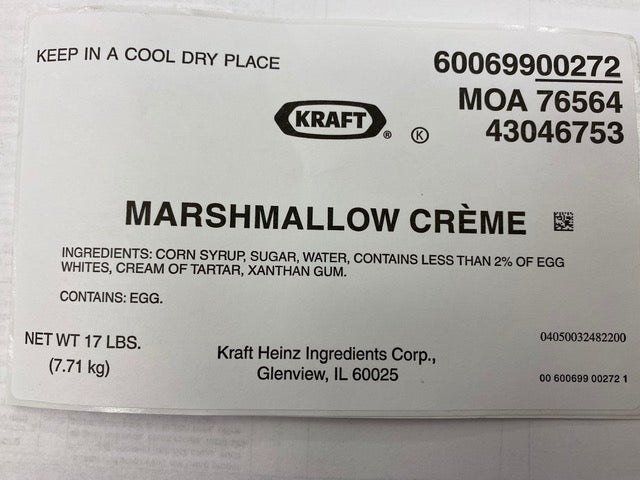 KEEP IN A COOL DRY PLACE
6006990​0272
MOA 76564
43046753
KRAFT
®
K
MARSHMALLOW CRÈME
INGREDIENTS: CORN SYRUP, SUGAR, WATER, CONTAINS LESS THAN 2% OF EGG
WHITES, CREAM OF TARTAR, XANTHAN GUM.
CONTAINS: EGG.
NET WT 17 LBS.
(7.71 kg)
Kraft Heinz Ingredients Corp.,
Glenview, IL 60025
04050032482200
00 600699 00272 1